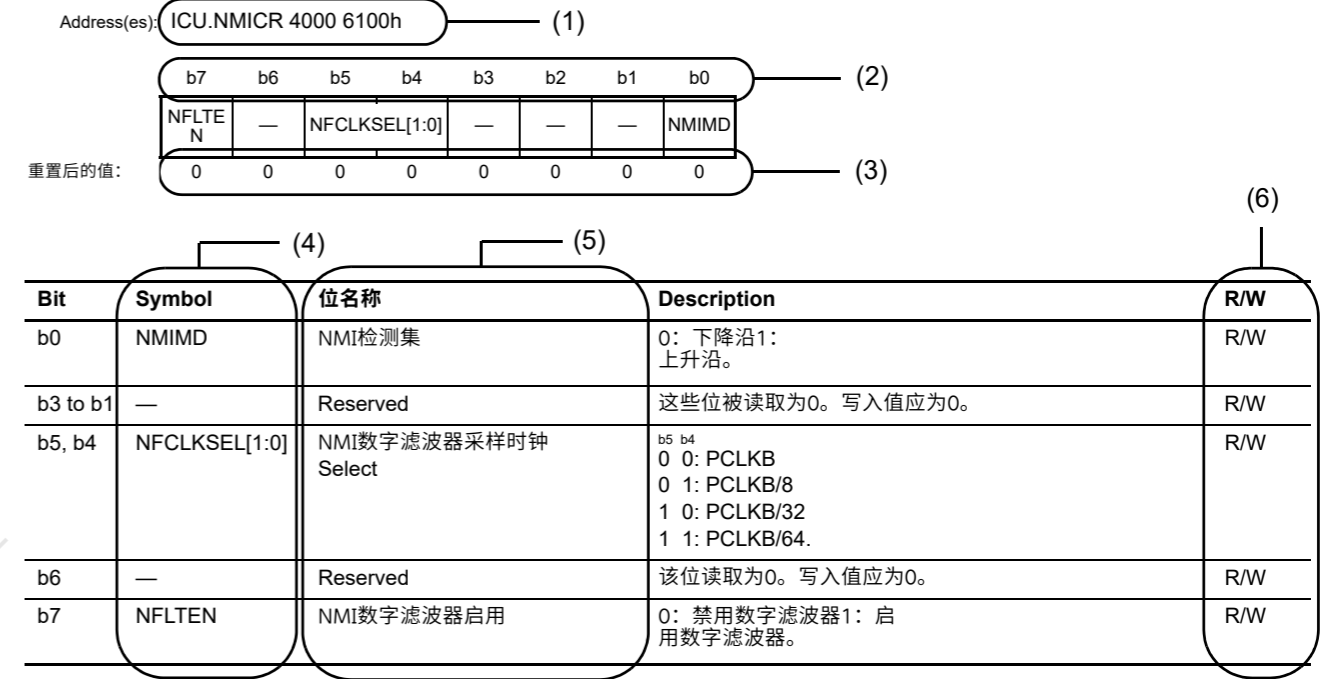 Address(es): ICU.NMICR 4000 6100h (1)
b7 b6 b5 b4 b3 b2 b1 b0 (2)
NFLTE
N — NFCLKSEL[1:0] — — — NMIMD
重置后的值： 0 0 0 0 0 0 0 0 (3)
(6)
(4) (5)
Bit Symbol 位名称 Description R/W
b0 NMIMD NMI检测集 0：下降沿1： R/W
上升沿。
b3 to b1 — Reserved 这些位被读取为0。写入值应为0。 R/W
b5, b4 NFCLKSEL[1:0] NMI数字滤波器采样时钟 b5 b4 R/W
Select 0 0: PCLKB
0 1: PCLKB/8
1 0: PCLKB/32
1 1: PCLKB/64.
b6 — Reserved 该位读取为0。写入值应为0。 R/W
b7 NFLTEN NMI数字滤波器启用 0：禁用数字滤波器1：启 R/W
用数字滤波器。